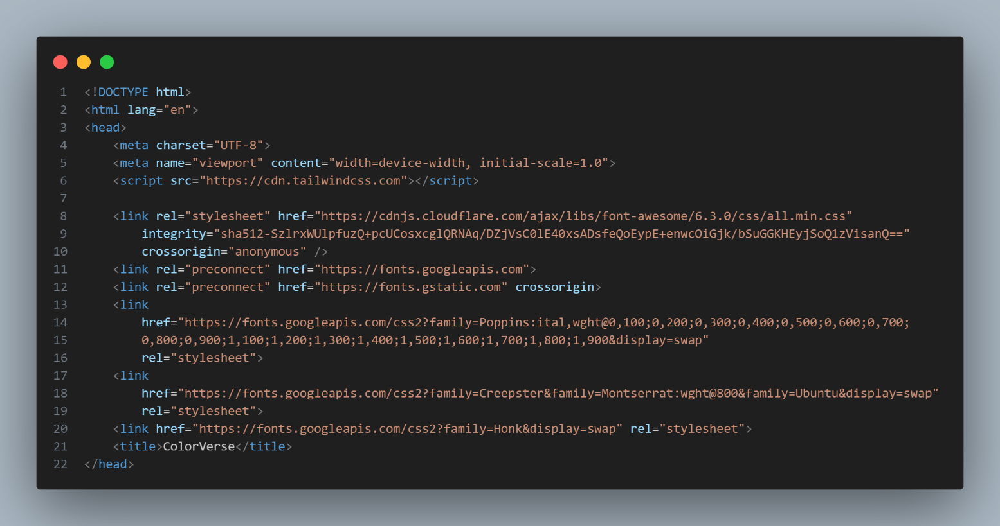 1 <!DOCTYPE html>
2 <html lang="en">
3 <head>
4     <meta charset="UTF-8">
5     <meta name="viewport" content="width=device-width, initial-scale=1.0">
6     <script src="https://cdn.tailwindcss.com"></script>
7
8     <link rel="stylesheet" href="https://cdnjs.cloudflare.com/ajax/libs/font-awesome/6.3.0/css/all.min.css"
9         integrity="sha512-SzlrxWUlpfuzQ+pcUCosxcglQRNAq/DZjVsC0lE40xsADsfeQoEypE+enwcOiGjk/bSuGGKHEyjSoQ1zVisanQ=="
10         crossorigin="anonymous" />
11     <link rel="preconnect" href="https://fonts.googleapis.com">
12     <link rel="preconnect" href="https://fonts.gstatic.com" crossorigin>
13     <link
14         href="https://fonts.googleapis.com/css2?family=Poppins:ital,wght@0,100;0,200;0,300;0,400;0,500;0,600;0,700;
15         0,800;0,900;1,100;1,200;1,300;1,400;1,500;1,600;1,700;1,800;1,900&display=swap"
16         rel="stylesheet">
17     <link
18         href="https://fonts.googleapis.com/css2?family=Creepster&family=Montserrat:wght@800&family=Ubuntu&display=swap"
19         rel="stylesheet">
20     <link href="https://fonts.googleapis.com/css2?family=Honk&display=swap" rel="stylesheet">
21     <title>ColorVerse</title>
22 </head>